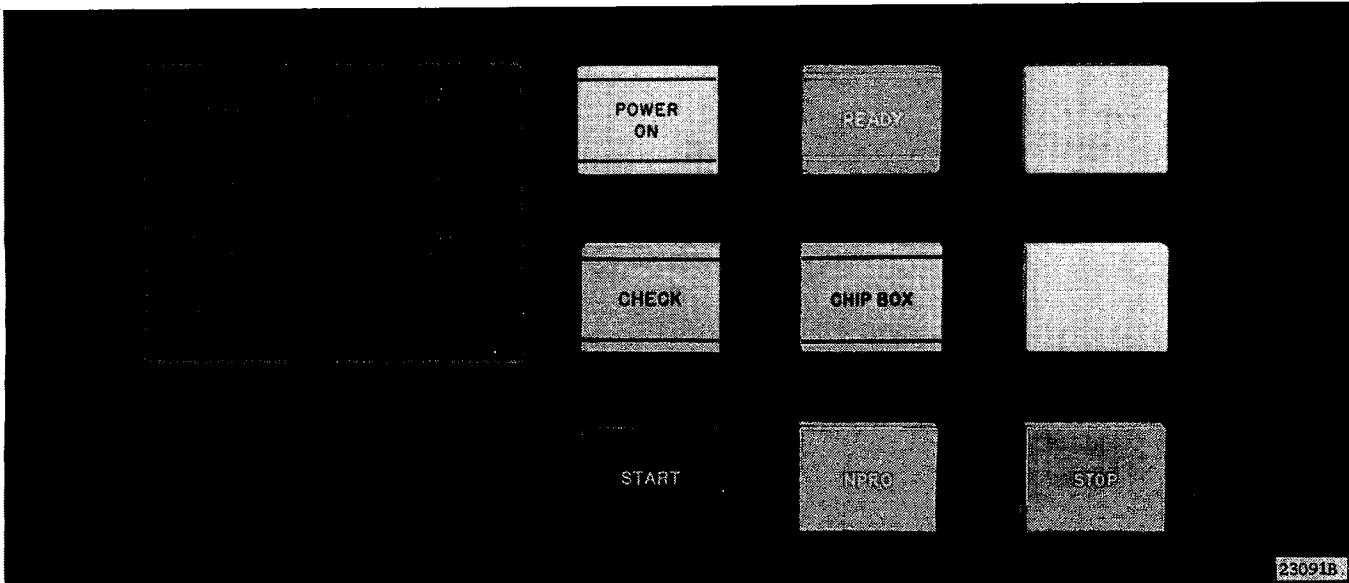 POWER
ON
READY
CHECK
CHIP BOX
START
NPRO
STOP
23091B